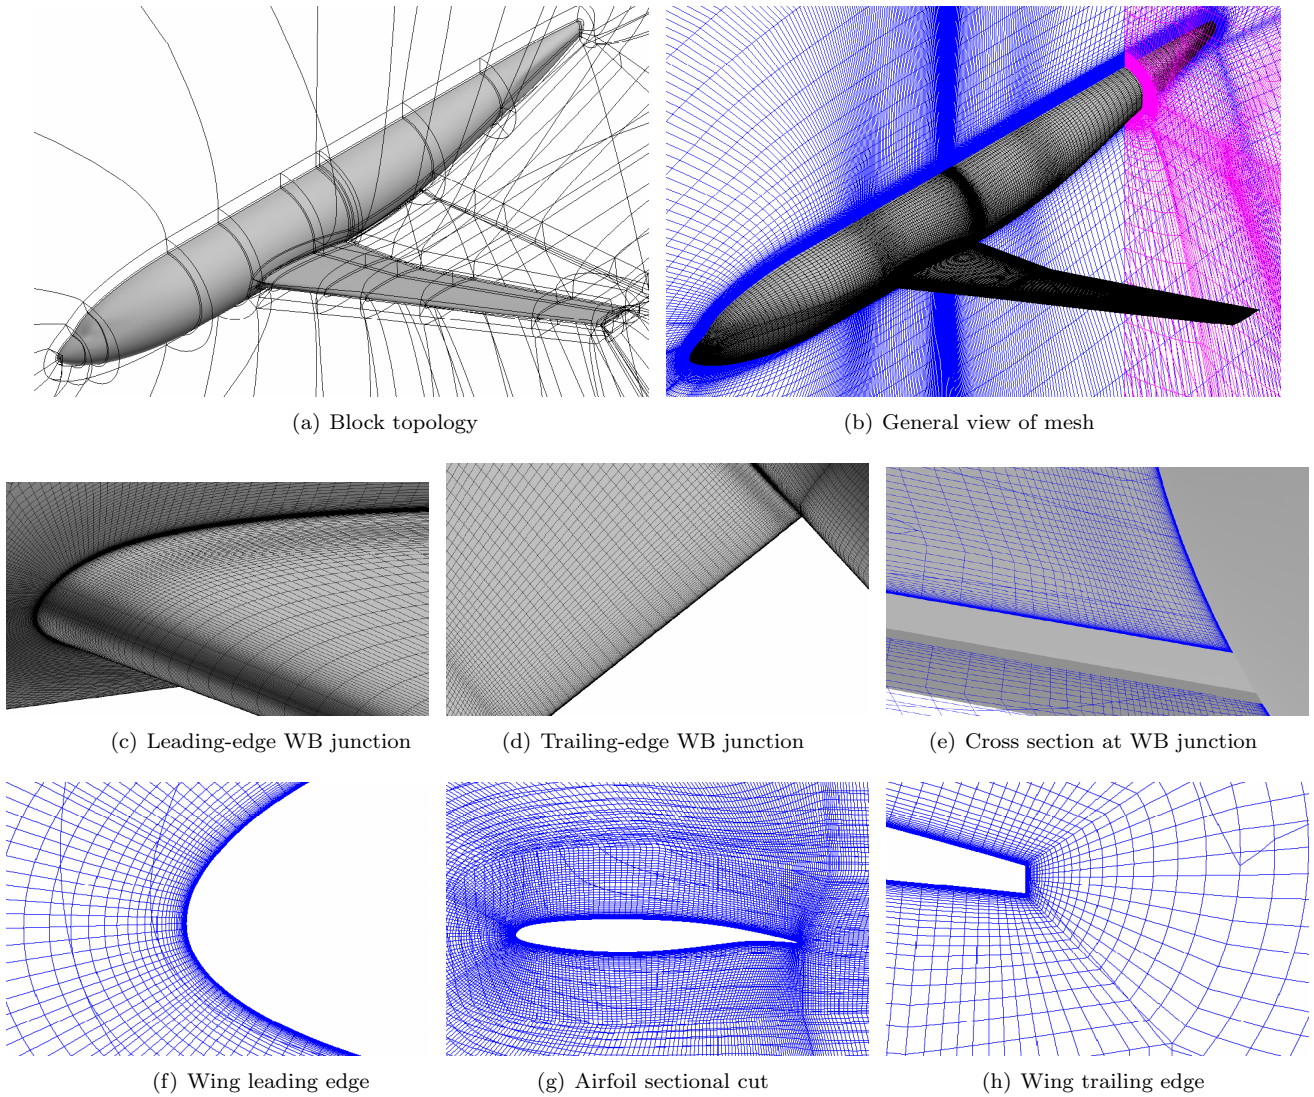 (a) Block topology
(b) General view of mesh
(c) Leading-edge WB junction
(d) Trailing-edge WB junction
(e) Cross section at WB junction
(f) Wing leading edge
(g) Airfoil sectional cut
(h) Wing trailing edge